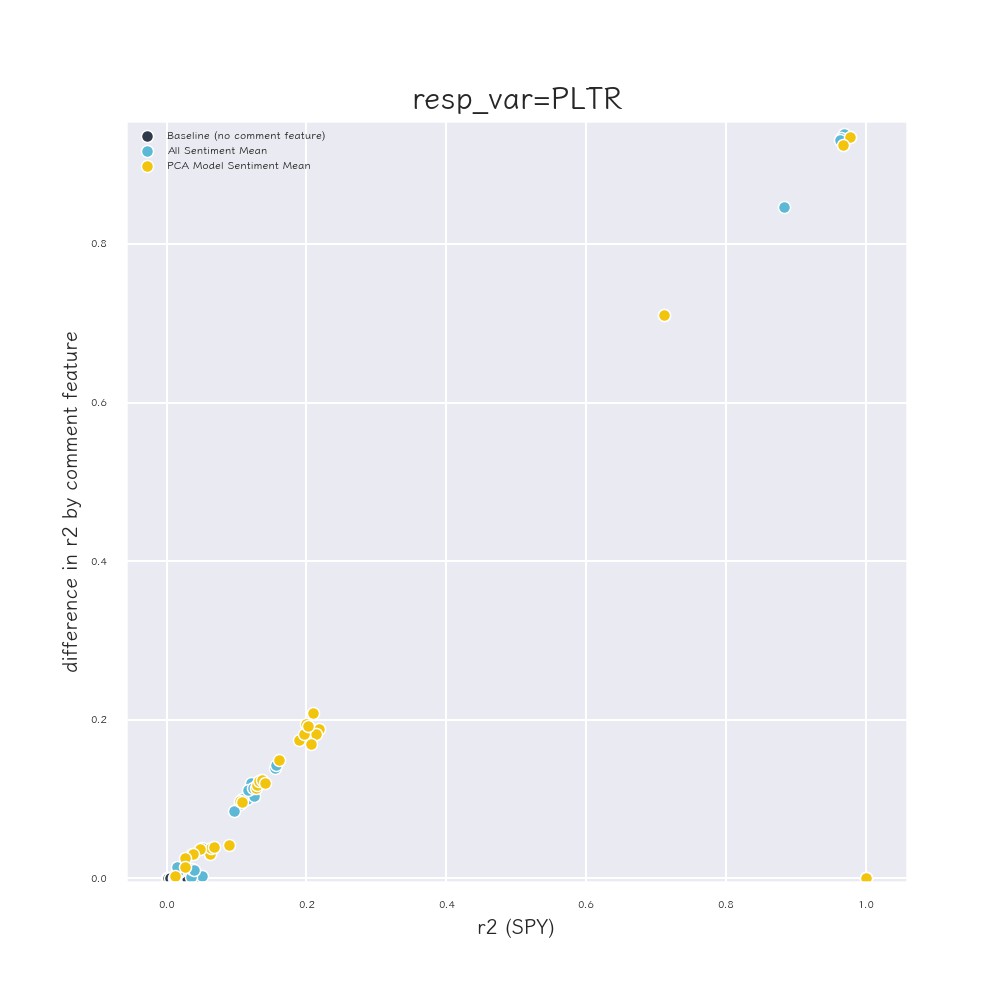 resp_var=PLTR
Baseline (no comment feature)
All Sentiment Mean
PCA Model Sentiment Mean
difference in r2 by comment feature
0.8
0.6
0.4
0.2
0.0
0.0 0.2 0.4 0.6 0.8 1.0
r2 (SPY)